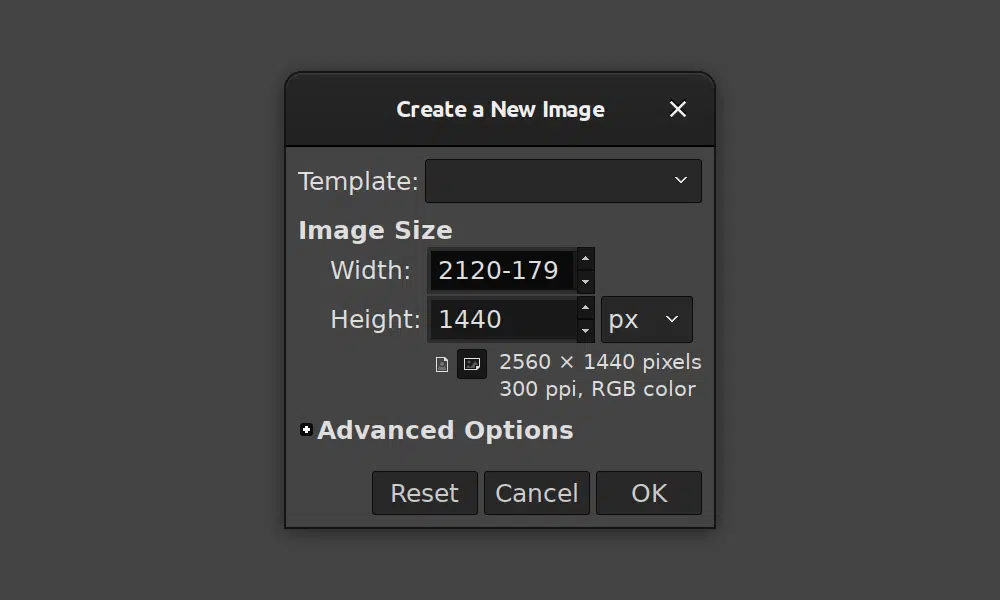 Create a New Image
Template:
Image Size
Width: 2120-179
Height: 1440 px
2560 × 1440 pixels
300 ppi, RGB color
Advanced Options
Reset Cancel OK